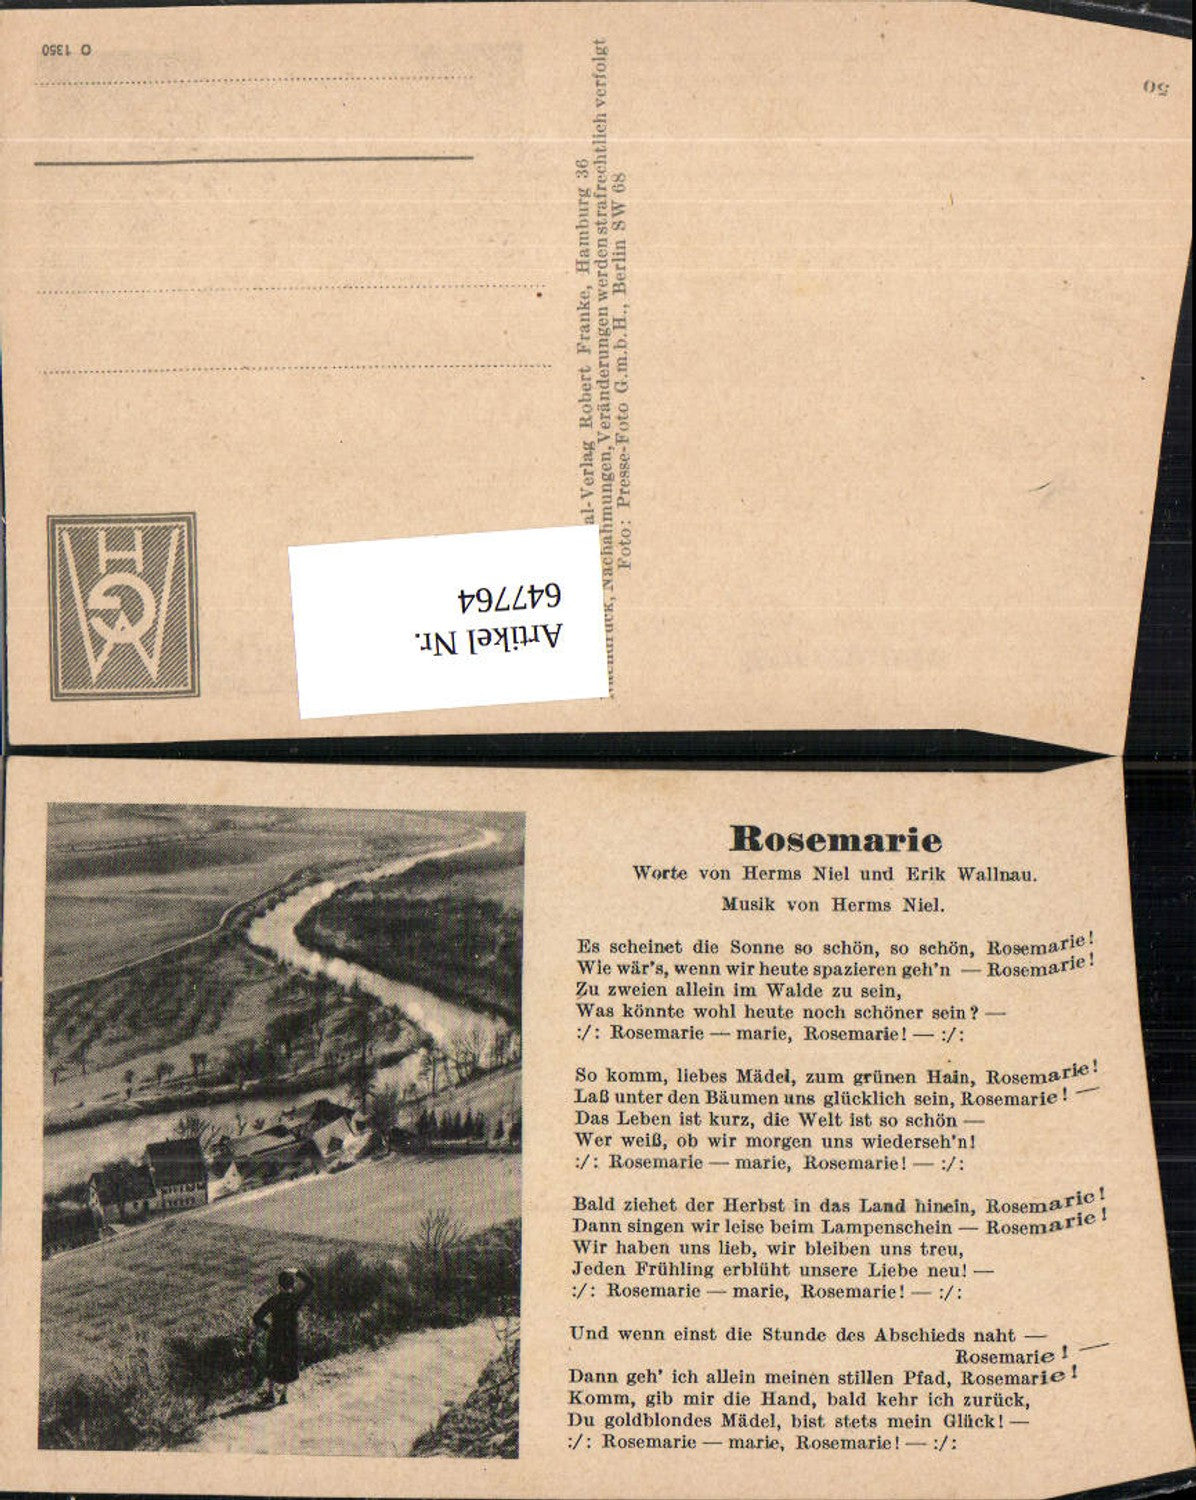 O 1350
50
al-Verlag Robert Franke, Hamburg 36
Nachahmungen, Veränderungen werden strafrechtlich verfolgt
Foto: Presse-Foto G.m.b.H., Berlin SW 68
Artikel Nr.
647764
Rosemarie
Worte von Herms Niel und Erik Wallnau.
Musik von Herms Niel.
Es scheinet die Sonne so schön, so schön, Rosemarie!
Wie wär's, wenn wir heute spazieren geh'n — Rosemarie!
Zu zweien allein im Walde zu sein,
Was könnte wohl heute noch schöner sein? —
:/: Rosemarie — marie, Rosemarie! — :/:
So komm, liebes Mädel, zum grünen Hain, Rosemarie!
Laß unter den Bäumen uns glücklich sein, Rosemarie! —
Das Leben ist kurz, die Welt ist so schön —
Wer weiß, ob wir morgen uns wiederseh'n!
:/: Rosemarie — marie, Rosemarie! — :/:
Bald ziehet der Herbst in das Land hinein, Rosemarie!
Dann singen wir leise beim Lampenschein — Rosemarie!
Wir haben uns lieb, wir bleiben uns treu,
Jeden Frühling erblüht unsere Liebe neu! —
:/: Rosemarie — marie, Rosemarie! — :/:
Und wenn einst die Stunde des Abschieds naht —
Rosemarie! —
Dann geh' ich allein meinen stillen Pfad, Rosemarie!
Komm, gib mir die Hand, bald kehr ich zurück,
Du goldblondes Mädel, bist stets mein Glück! —
:/: Rosemarie — marie, Rosemarie! — :/: